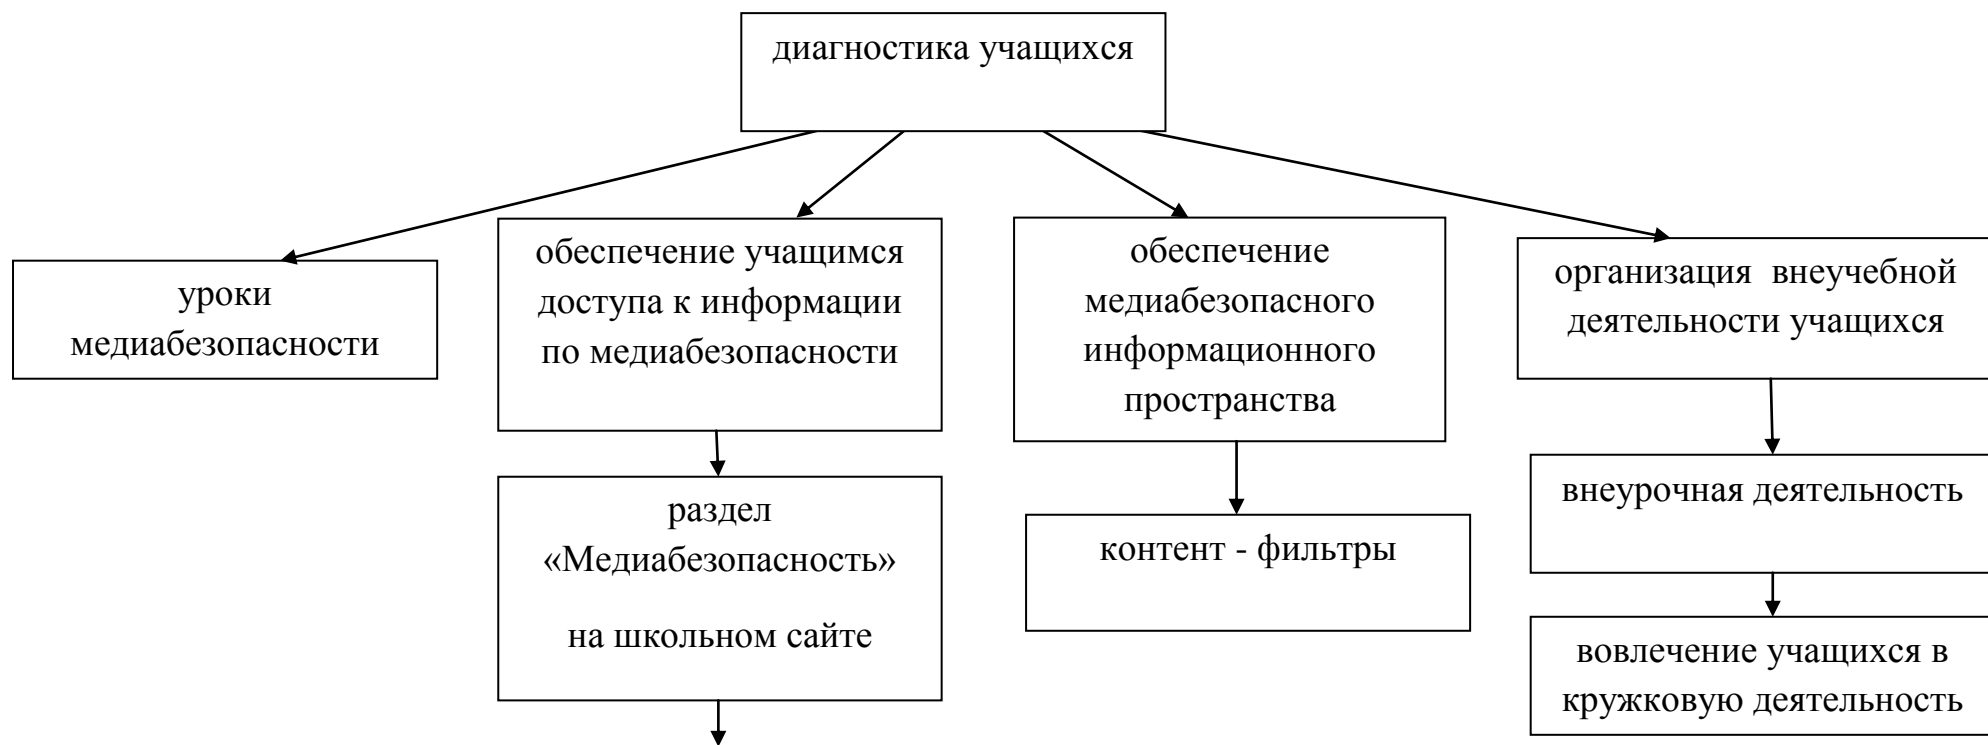 диагностика учащихся
уроки
медиабезопасности
обеспечение учащимся
доступа к информации
по медиабезопасности
обеспечение
медиабезопасного
информационного
пространства
организация внеучебной
деятельности учащихся
раздел
«Медиабезопасность»
на школьном сайте
контент - фильтры
внеурочная деятельность
вовлечение учащихся в
кружковую деятельность